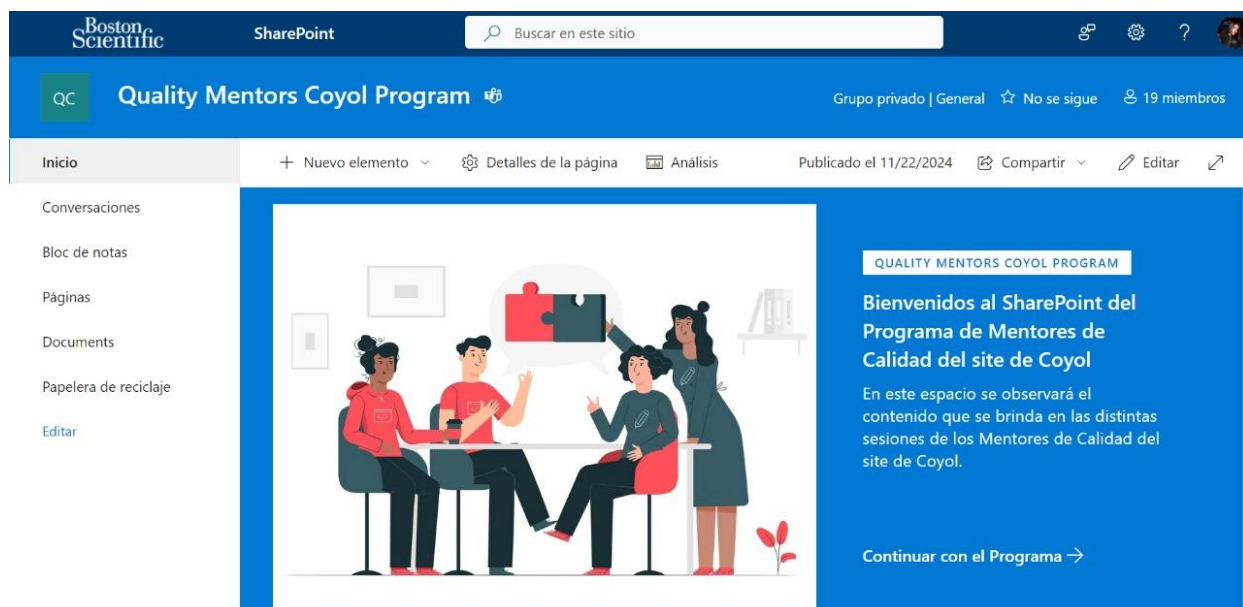 Boston
Scientific
SharePoint
Buscar en este sitio
?
QC
Quality Mentors Coyol Program
Grupo privado | General
No se sigue
19 miembros
Inicio
Nuevo elemento
Detalles de la página
Análisis
Publicado el 11/22/2024
Compartir
Editar
Conversaciones
Bloc de notas
Páginas
Documents
Papelera de reciclaje
Editar
QUALITY MENTORS COYOL PROGRAM
Bienvenidos al SharePoint del
Programa de Mentores de
Calidad del site de Coyol
En este espacio se observará el
contenido que se brinda en las distintas
sesiones de los Mentores de Calidad del
site de Coyol.
Continuar con el Programa →